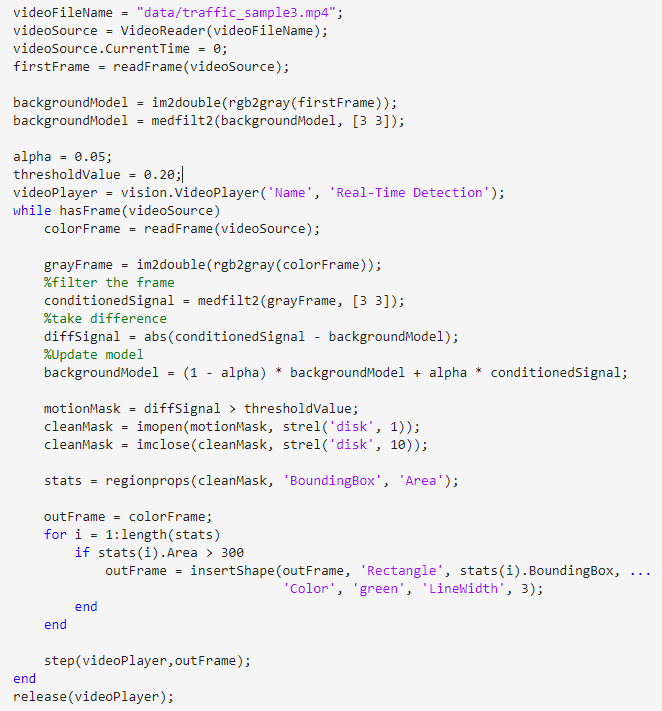 videoFileName = "data/traffic_sample3.mp4";
videoSource = VideoReader(videoFileName);
videoSource.CurrentTime = 0;
firstFrame = readFrame(videoSource);

backgroundModel = im2double(rgb2gray(firstFrame));
backgroundModel = medfilt2(backgroundModel, [3 3]);

alpha = 0.05;
thresholdValue = 0.20;
videoPlayer = vision.VideoPlayer('Name', 'Real-Time Detection');
while hasFrame(videoSource)
    colorFrame = readFrame(videoSource);

    grayFrame = im2double(rgb2gray(colorFrame));
    %filter the frame
    conditionedSignal = medfilt2(grayFrame, [3 3]);
    %take difference
    diffSignal = abs(conditionedSignal - backgroundModel);
    %Update model
    backgroundModel = (1 - alpha) * backgroundModel + alpha * conditionedSignal;

    motionMask = diffSignal > thresholdValue;
    cleanMask = imopen(motionMask, strel('disk', 1));
    cleanMask = imclose(cleanMask, strel('disk', 10));

    stats = regionprops(cleanMask, 'BoundingBox', 'Area');

    outFrame = colorFrame;
    for i = 1:length(stats)
        if stats(i).Area > 300
            outFrame = insertShape(outFrame, 'Rectangle', stats(i).BoundingBox, ...
                                   'Color', 'green', 'LineWidth', 3);
        end
    end

    step(videoPlayer,outFrame);
end
release(videoPlayer);